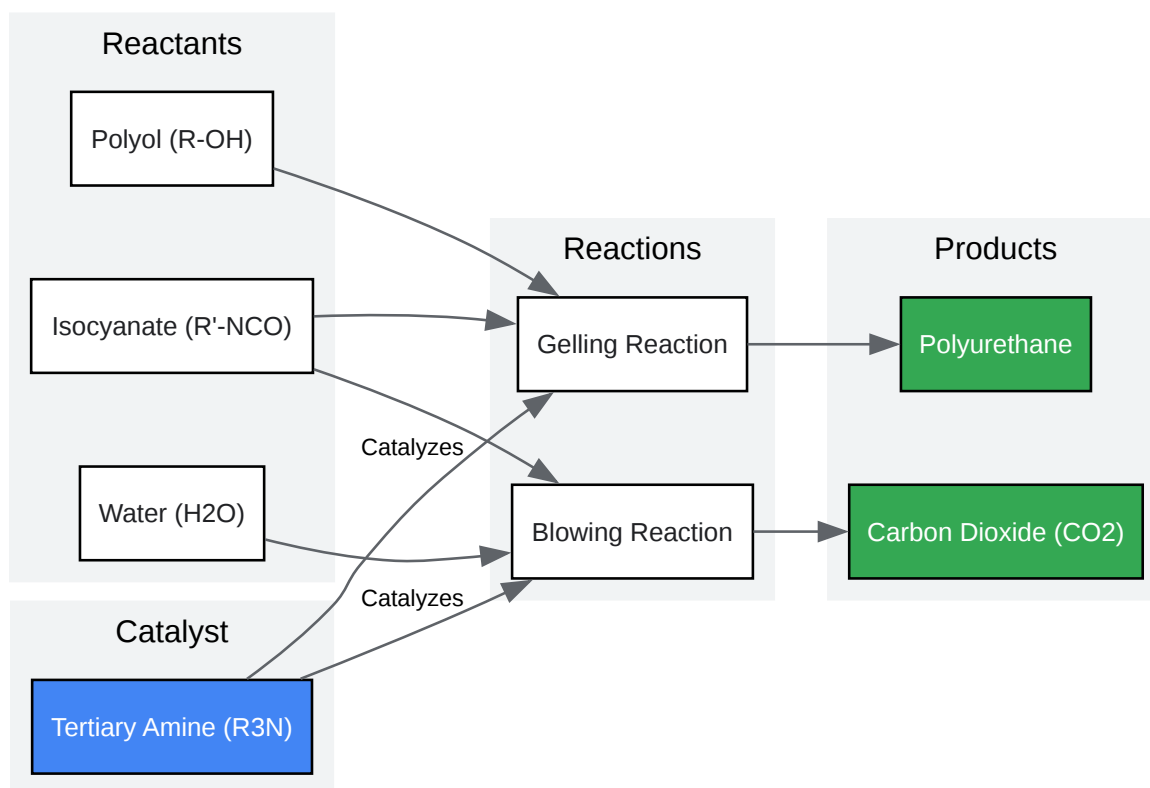 Reactants
Polyol (R-OH)
Isocyanate (R'-NCO)
Water (H2O)
Catalyst
Tertiary Amine (R3N)
Catalyzes
Catalyzes
Reactions
Gelling Reaction
Blowing Reaction
Products
Polyurethane
Carbon Dioxide (CO2)